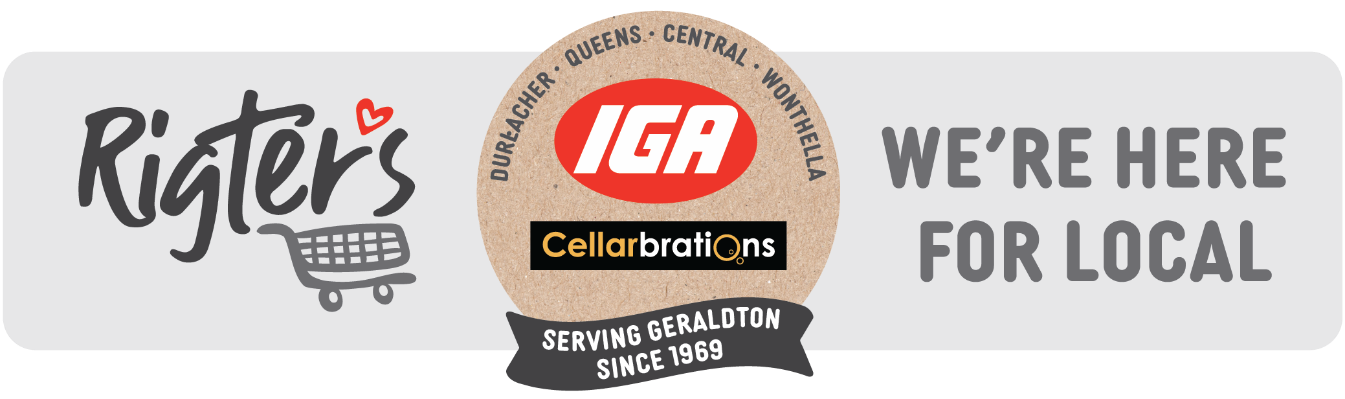 Rigters
DURLACHER · QUEENS · CENTRAL · WONTHELLA
IGA
Cellarbrations
SERVING GERALDTON
SINCE 1969
WE'RE HERE
FOR LOCAL